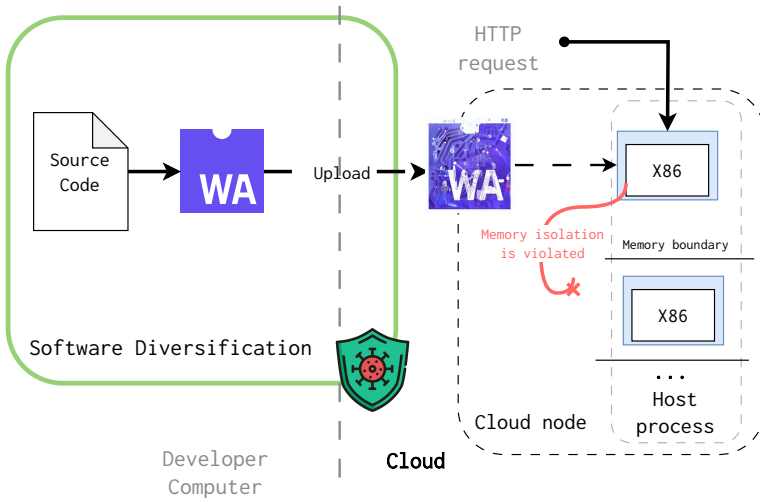 HTTP
request
Source
Code
WA
Upload
WA
X86
Memory isolation
is violated
Memory boundary
X86
Software Diversification
...
Host
process
Cloud node
Developer
Computer
Cloud